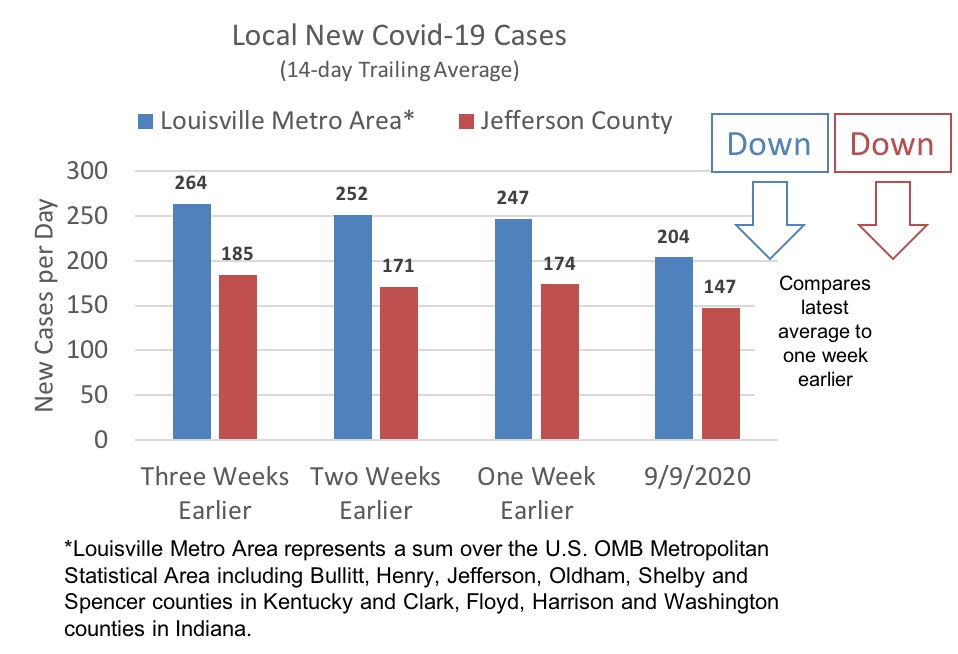 Local New Covid-19 Cases
(14-day Trailing Average)
Louisville Metro Area*
Jefferson County
Down
Down
New Cases per Day
300
250
200
150
100
50
0
264
185
252
171
247
174
204
147
Compares
latest
average to
one week
earlier
Three Weeks
Earlier
Two Weeks
Earlier
One Week
Earlier
9/9/2020
*Louisville Metro Area represents a sum over the U.S. OMB Metropolitan
Statistical Area including Bullitt, Henry, Jefferson, Oldham, Shelby and
Spencer counties in Kentucky and Clark, Floyd, Harrison and Washington
counties in Indiana.